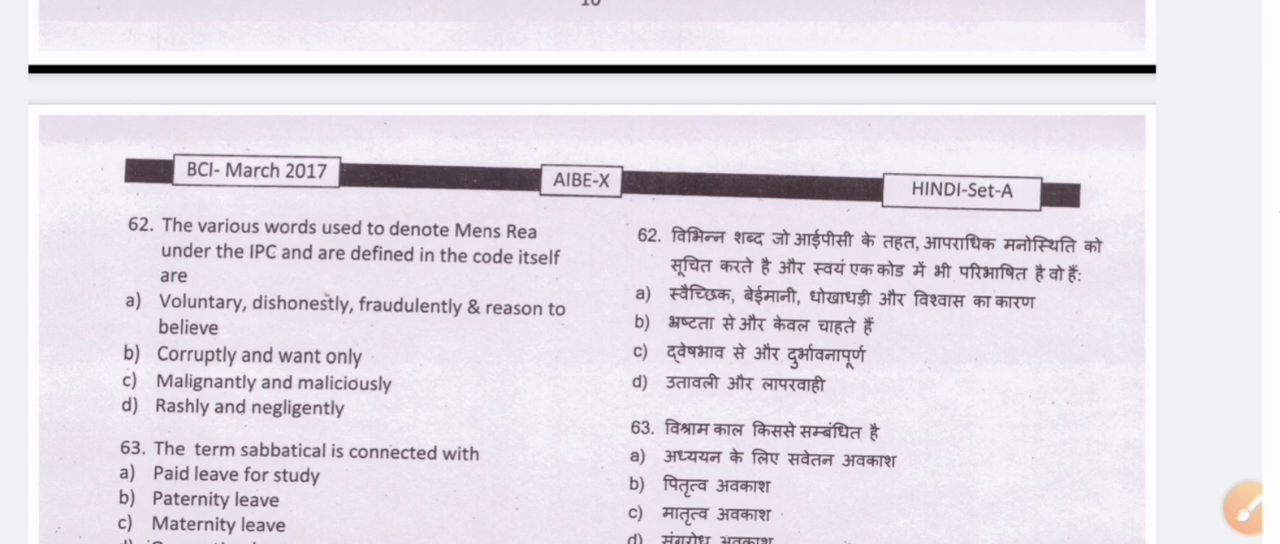 BCI- March 2017
AIBE-X
HINDI-Set-A
62. The various words used to denote Mens Rea
under the IPC and are defined in the code itself
are
a) Voluntary, dishonestly, fraudulently & reason to
believe
b) Corruptly and want only
c) Malignantly and maliciously
d) Rashly and negligently
63. The term sabbatical is connected with
a) Paid leave for study
b) Paternity leave
c) Maternity leave
62. विभिन्न शब्द जो आईपीसी के तहत, आपराधिक मनोस्थिति को
सूचित करते है और स्वयं एक कोड में भी परिभाषित है वो हैं:
a) स्वैच्छिक, बेईमानी, धोखाधड़ी और विश्वास का कारण
b) भ्रष्टता से और केवल चाहते हैं
c) द्वेषभाव से और दुर्भावनापूर्ण
d) उतावली और लापरवाही
63. विश्राम काल किससे सम्बंधित है
a) अध्ययन के लिए सवेतन अवकाश
b) पितृत्व अवकाश
c) मातृत्व अवकाश
d) संगरोध अवकाश